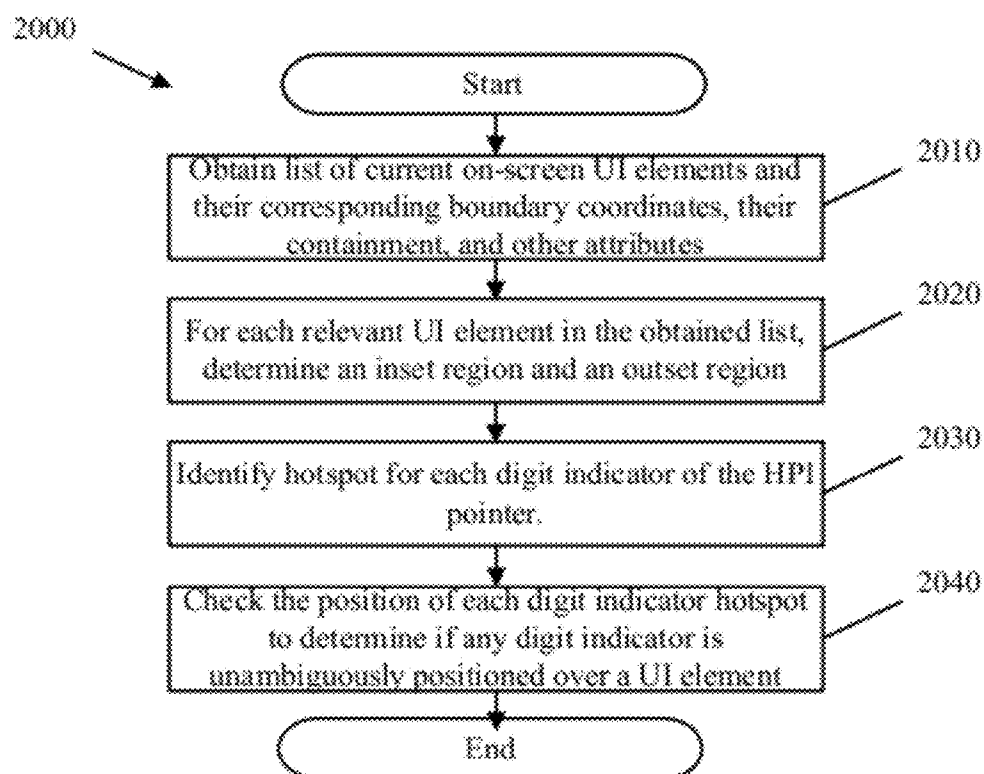 2000
Start
2010
Obtain list of current on-screen UI elements and
their corresponding boundary coordinates, their
containment, and other attributes
2020
For each relevant UI element in the obtained list,
determine an inset region and an outset region
2030
Identify hotspot for each digit indicator of the HPI
pointer.
2040
Check the position of each digit indicator hotspot
to determine if any digit indicator is
unambiguously positioned over a UI element
End